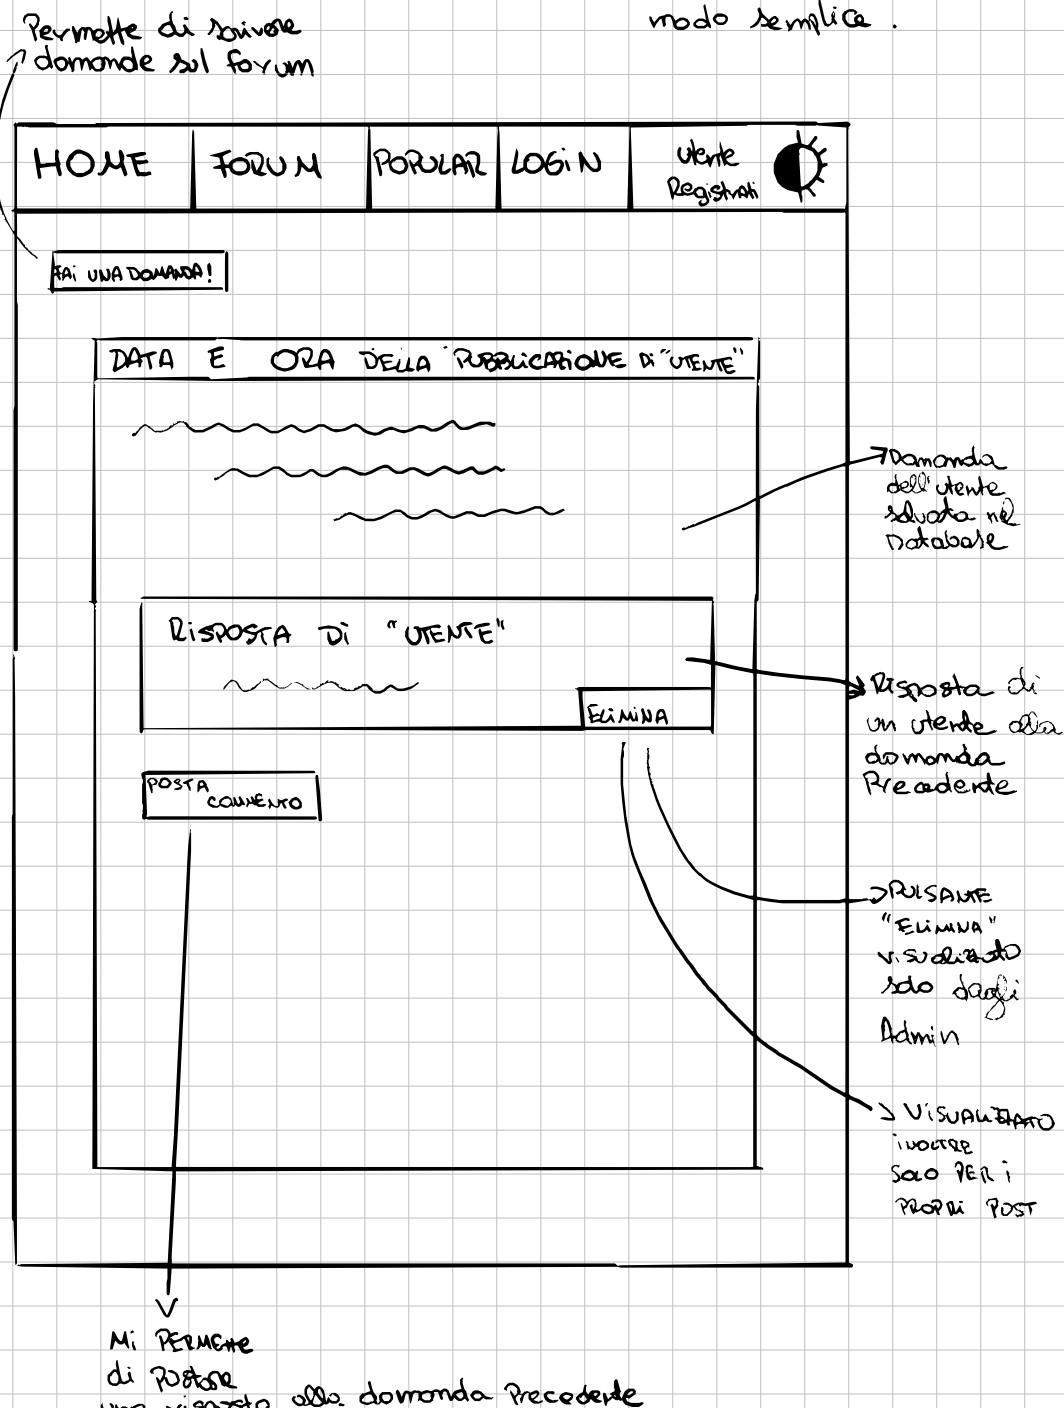 Permette di scrivere
domande sul forum
modo semplice.
HOME
FORUM
POPULAR
LOGIN
Utente
Registrati
FAI UNA DOMANDA!
DATA E ORA DELLA PUBBLICAZIONE DI "UTENTE"
Domanda
dell'utente
salvata nel
Database
RISPOSTA DI "UTENTE"
ELIMINA
Risposta di
un utente alla
domanda
Precedente
POSTA
COMMENTO
PULSANTE
"ELIMINA"
visualizzato
solo dagli
Admin
VISUALIZZATO
INOLTRE
SOLO PER I
PROPRI POST
Mi PERMETTE
di Postare
una risposta alla domanda Precedente